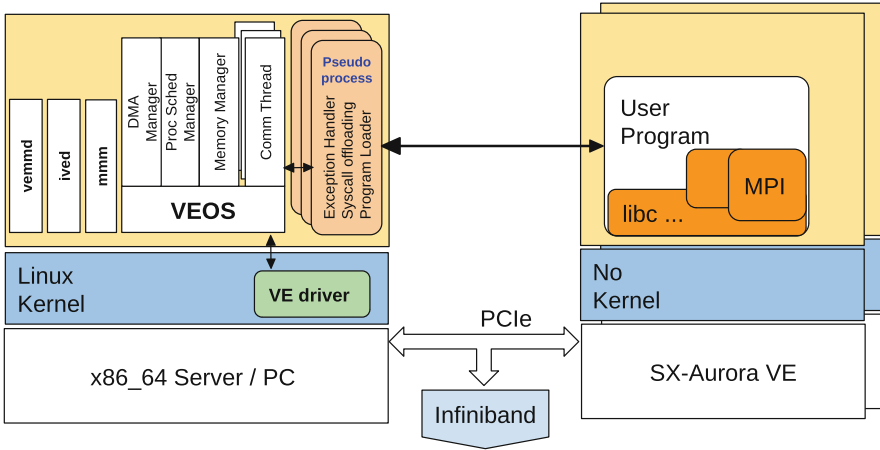 vemmd
ived
mmm
DMA
Manager
Proc Sched
Manager
Memory Manager
Comm Thread
VEOS
Pseudo
process
Exception Handler
Syscall offloading
Program Loader
User
Program
MPI
libc ...
Linux
Kernel
VE driver
No
Kernel
PCIe
x86_64 Server / PC
SX-Aurora VE
Infiniband